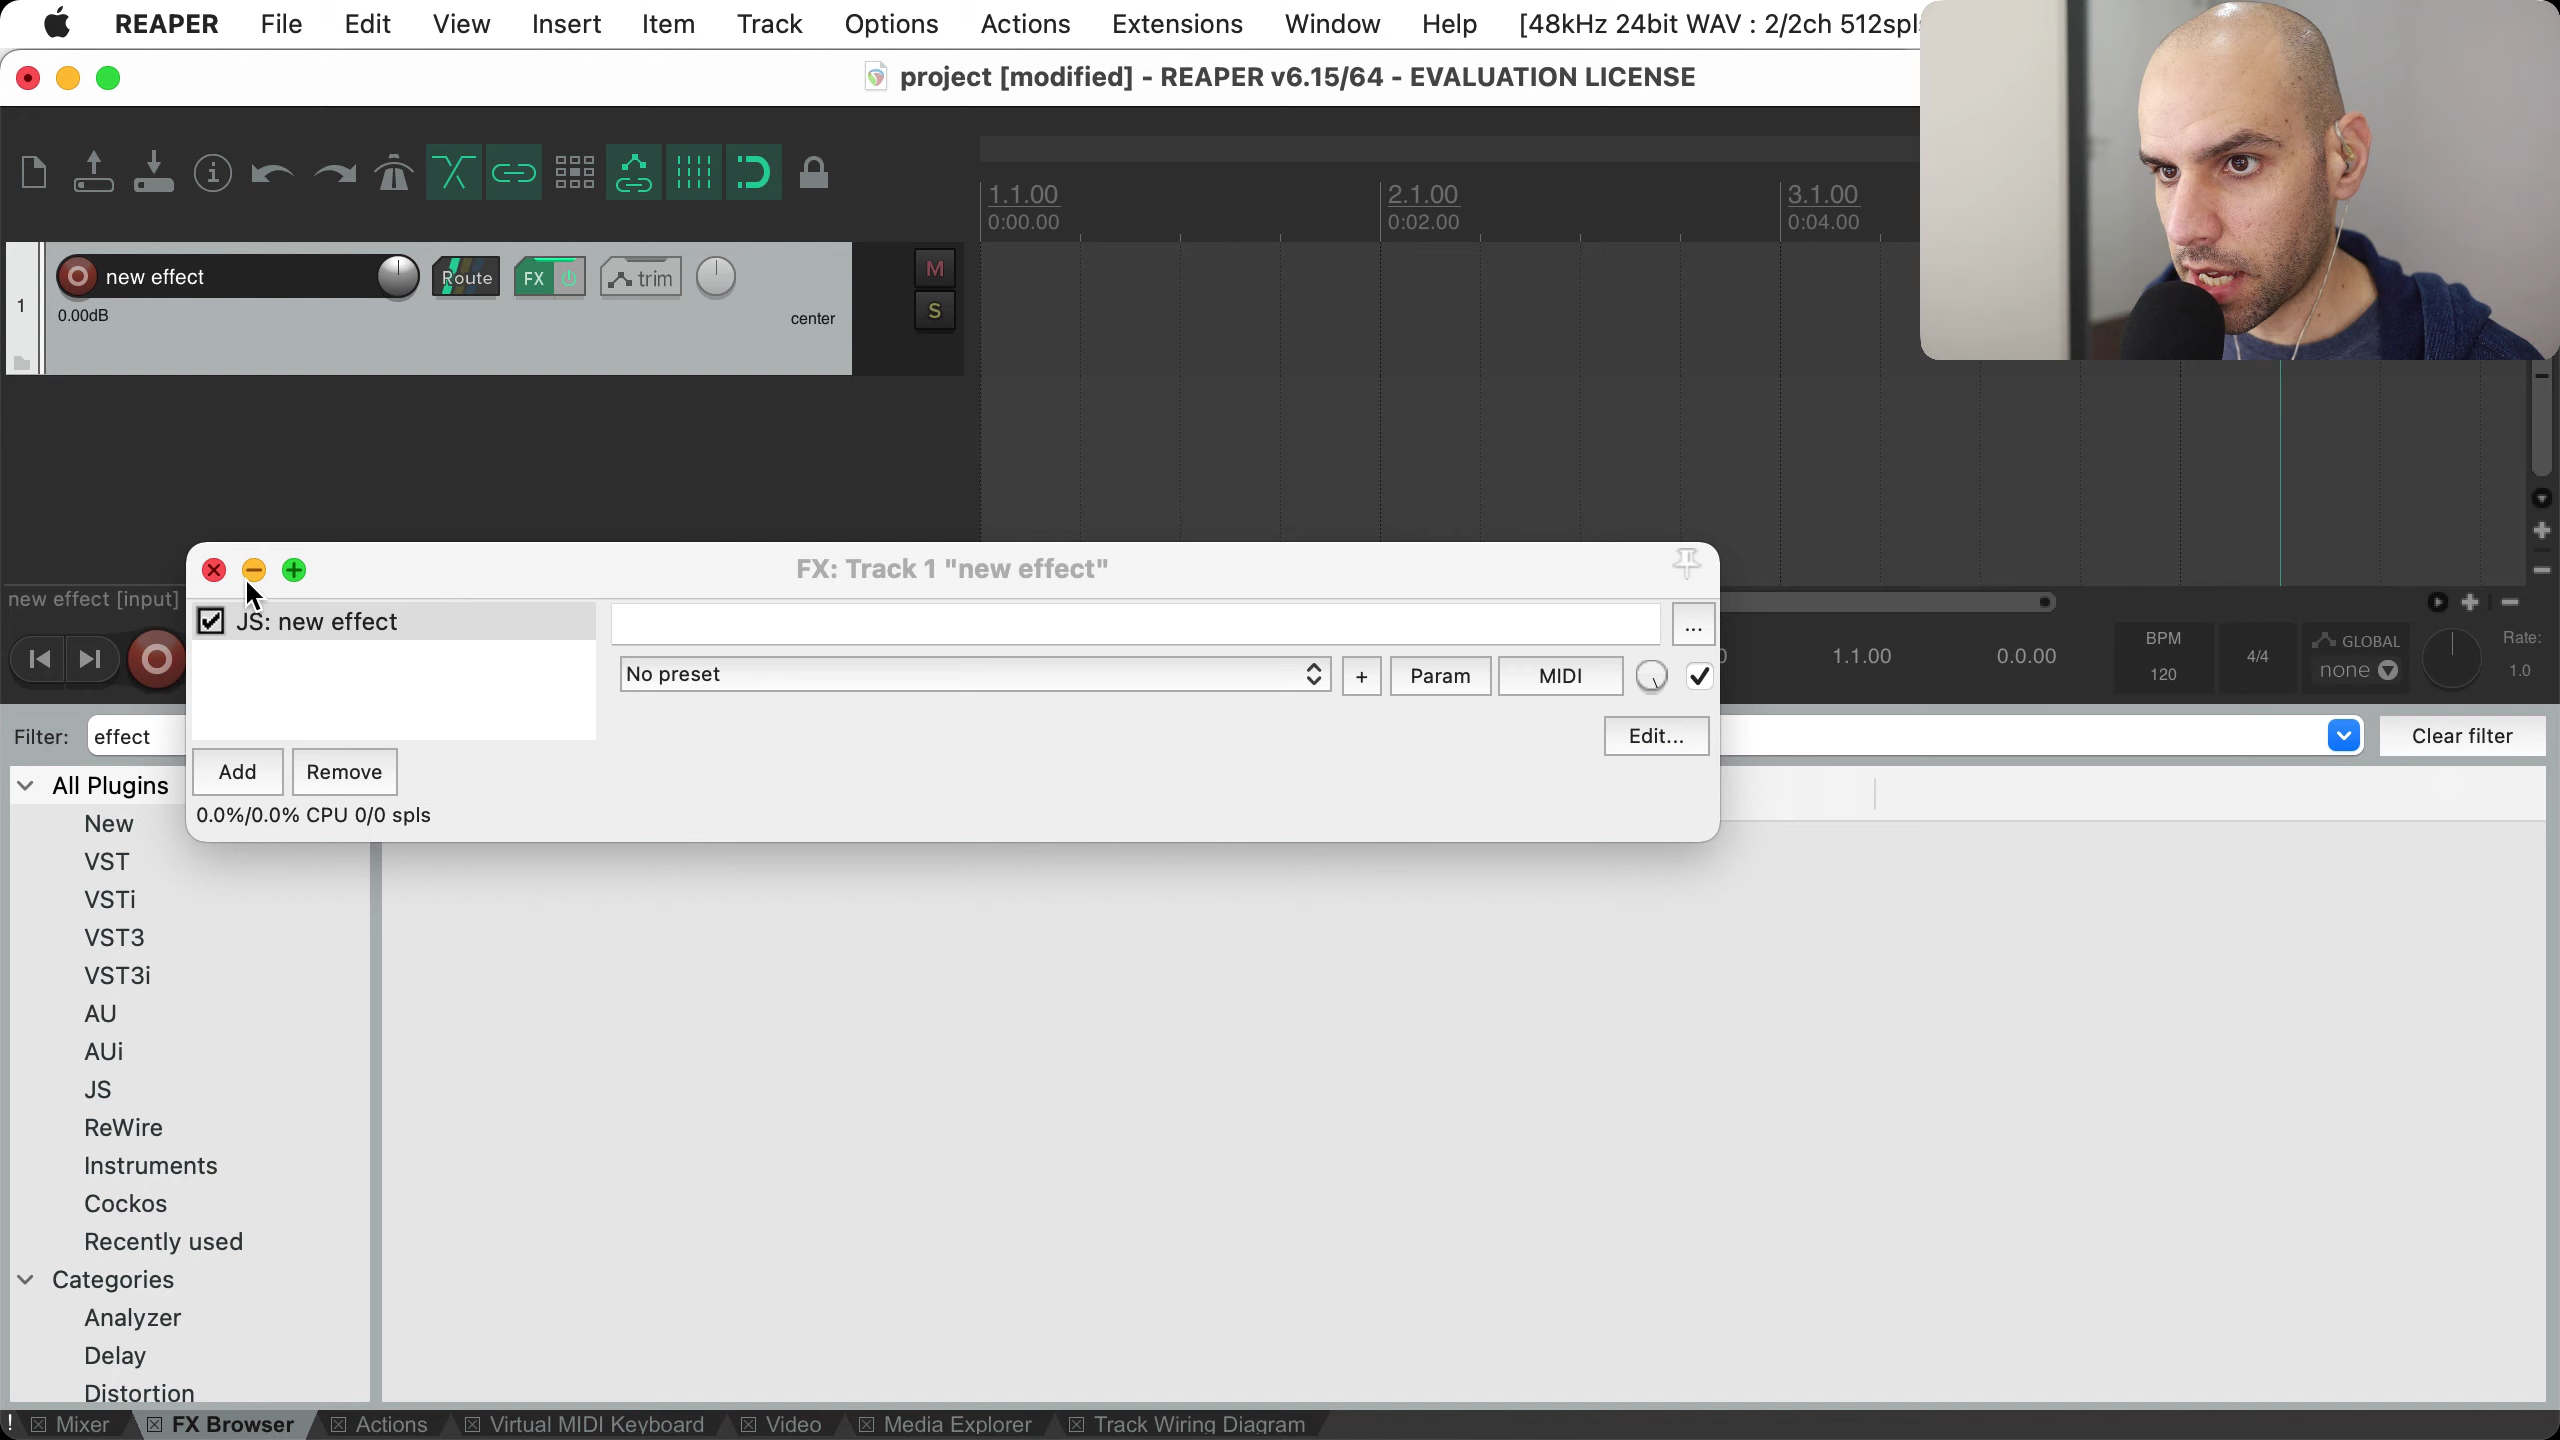 REAPER File Edit View Insert Item Track Options Actions Extensions Window Help [48kHz 24bit WAV : 2/2ch 512spl
project [modified] - REAPER v6.15/64 - EVALUATION LICENSE
1.1.00 2.1.00 3.1.00
0:00.00 0:02.00 0:04.00
new effect Route FX trim M
1
0.00dB center S
FX: Track 1 "new effect"
new effect [input]
JS: new effect ...
No preset + Param MIDI
1.1.00 0.0.00 BPM 120 4/4 GLOBAL none Rate: 1.0
Edit...
Filter: effect Clear filter
Add Remove
0.0%/0.0% CPU 0/0 spls
All Plugins
New
VST
VSTi
VST3
VST3i
AU
AUi
JS
ReWire
Instruments
Cockos
Recently used
Categories
Analyzer
Delay
Distortion
! Mixer FX Browser Actions Virtual MIDI Keyboard Video Media Explorer Track Wiring Diagram